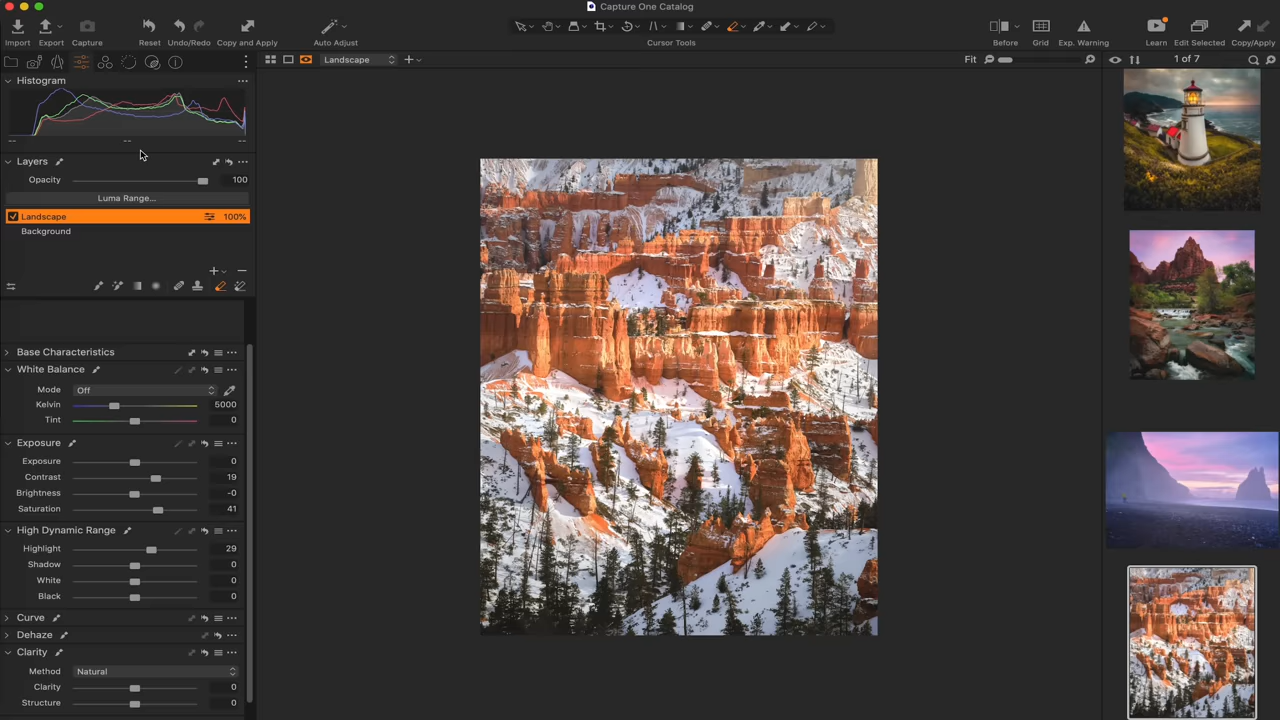 Capture One Catalog
Import Export Capture Reset Undo/Redo Copy and Apply Auto Adjust Cursor Tools Before Grid Exp. Warning Learn Edit Selected Copy/Apply
Landscape Fit 1 of 7
Histogram
-- -- --
Layers
Opacity 100
Luma Range...
Landscape 100%
Background
Base Characteristics
White Balance
Mode Off
Kelvin 5000
Tint 0
Exposure
Exposure 0
Contrast 19
Brightness -0
Saturation 41
High Dynamic Range
Highlight 29
Shadow 0
White 0
Black 0
Curve
Dehaze
Clarity
Method Natural
Clarity 0
Structure 0